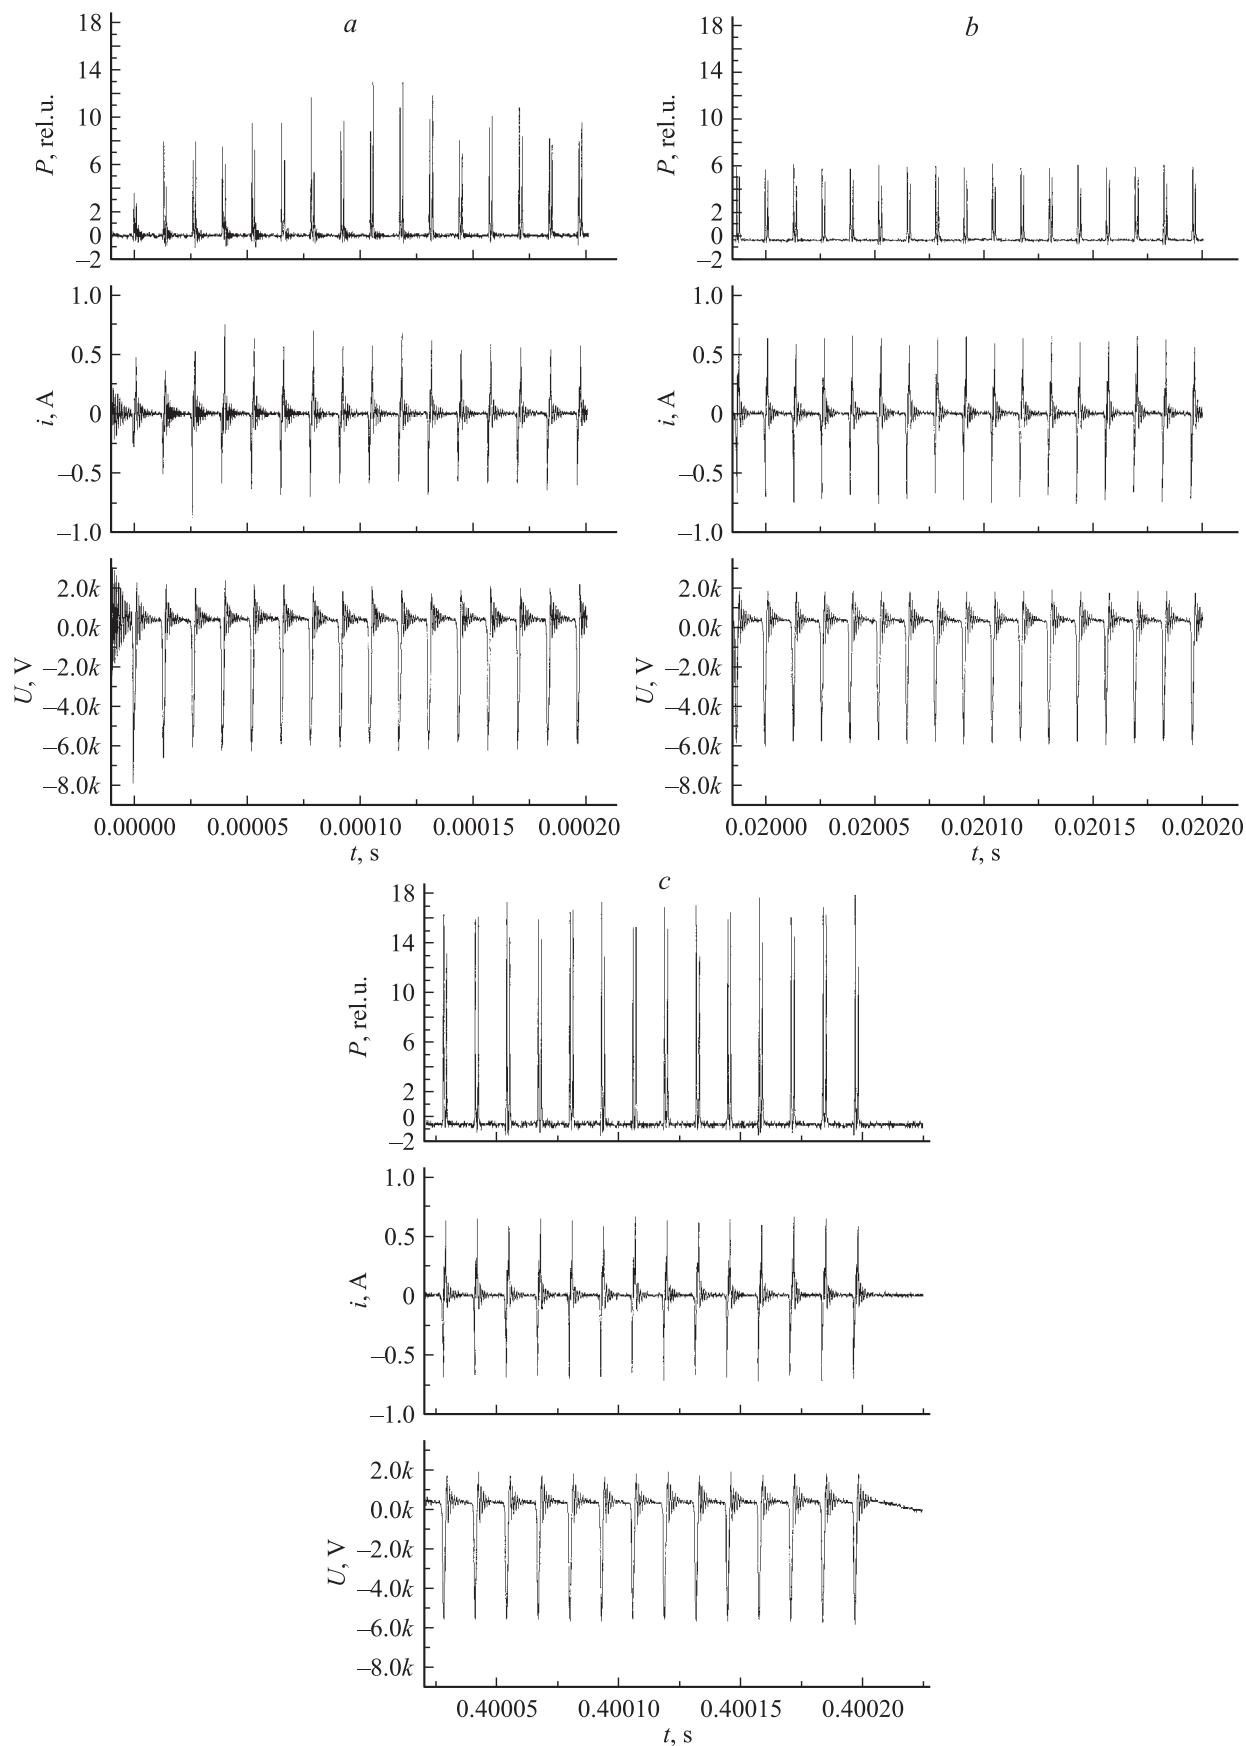 a
18
14
10
6
2
0
–2
P, rel.u.
1.0
0.5
0
–0.5
–1.0
i, A
2.0k
0.0k
–2.0k
–4.0k
–6.0k
–8.0k
U, V
0.00000 0.00005 0.00010 0.00015 0.00020
t, s
b
18
14
10
6
2
0
–2
P, rel.u.
1.0
0.5
0
–0.5
–1.0
i, A
2.0k
0.0k
–2.0k
–4.0k
–6.0k
–8.0k
U, V
0.02000 0.02005 0.02010 0.02015 0.02020
t, s
c
18
14
10
6
2
0
–2
P, rel.u.
1.0
0.5
0
–0.5
–1.0
i, A
2.0k
0.0k
–2.0k
–4.0k
–6.0k
–8.0k
U, V
0.40005 0.40010 0.40015 0.40020
t, s